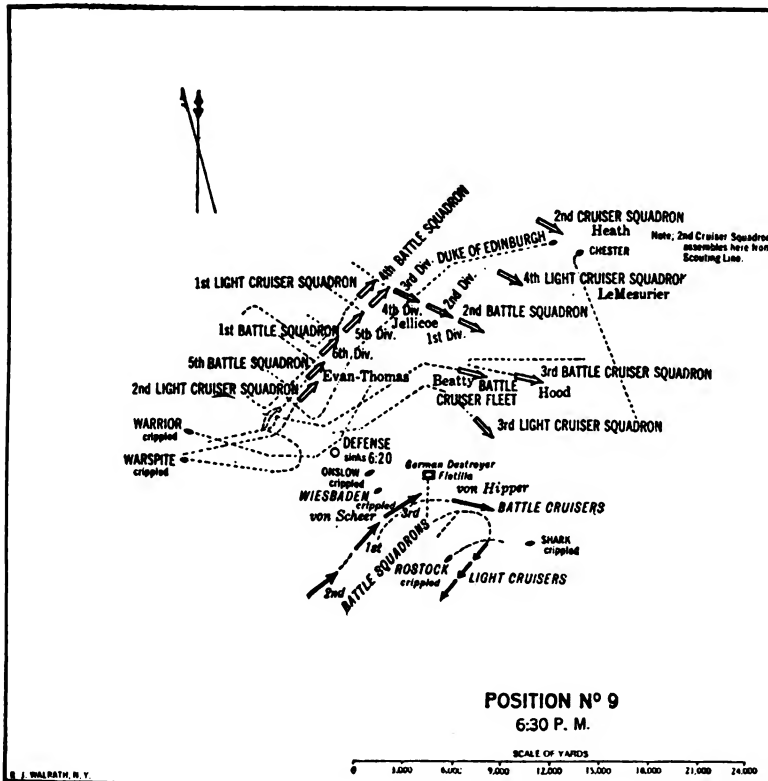 2nd CRUISER SQUADRON
Heath
Note; 2nd Cruiser Squadron
assembles here from
Scouting Line.
CHESTER
DUKE OF EDINBURGH
4th BATTLE SQUADRON
3rd Div.
2nd Div.
1st LIGHT CRUISER SQUADRON
4th LIGHT CRUISER SQUADRON
LeMesurier
4th Div.
Jellicoe
1st Div.
2nd BATTLE SQUADRON
1st BATTLE SQUADRON
5th Div.
6th Div.
5th BATTLE SQUADRON
Evan-Thomas
2nd LIGHT CRUISER SQUADRON
Beatty
BATTLE
CRUISER FLEET
3rd BATTLE CRUISER SQUADRON
Hood
3rd LIGHT CRUISER SQUADRON
WARRIOR
crippled
WARSPITE
crippled
DEFENSE
sinks 6:20
ONSLOW
crippled
WIESBADEN
crippled
German Destroyer
Flotilla
von Hipper
BATTLE CRUISERS
von Scheer
3rd
1st
2nd
BATTLE SQUADRONS
SHARK
crippled
ROSTOCK
crippled
LIGHT CRUISERS
POSITION Nº 9
6:30 P. M.
SCALE OF YARDS
0 3,000 6,000 9,000 12,000 15,000 18,000 21,000 24,000
J. WALRATH, N. Y.